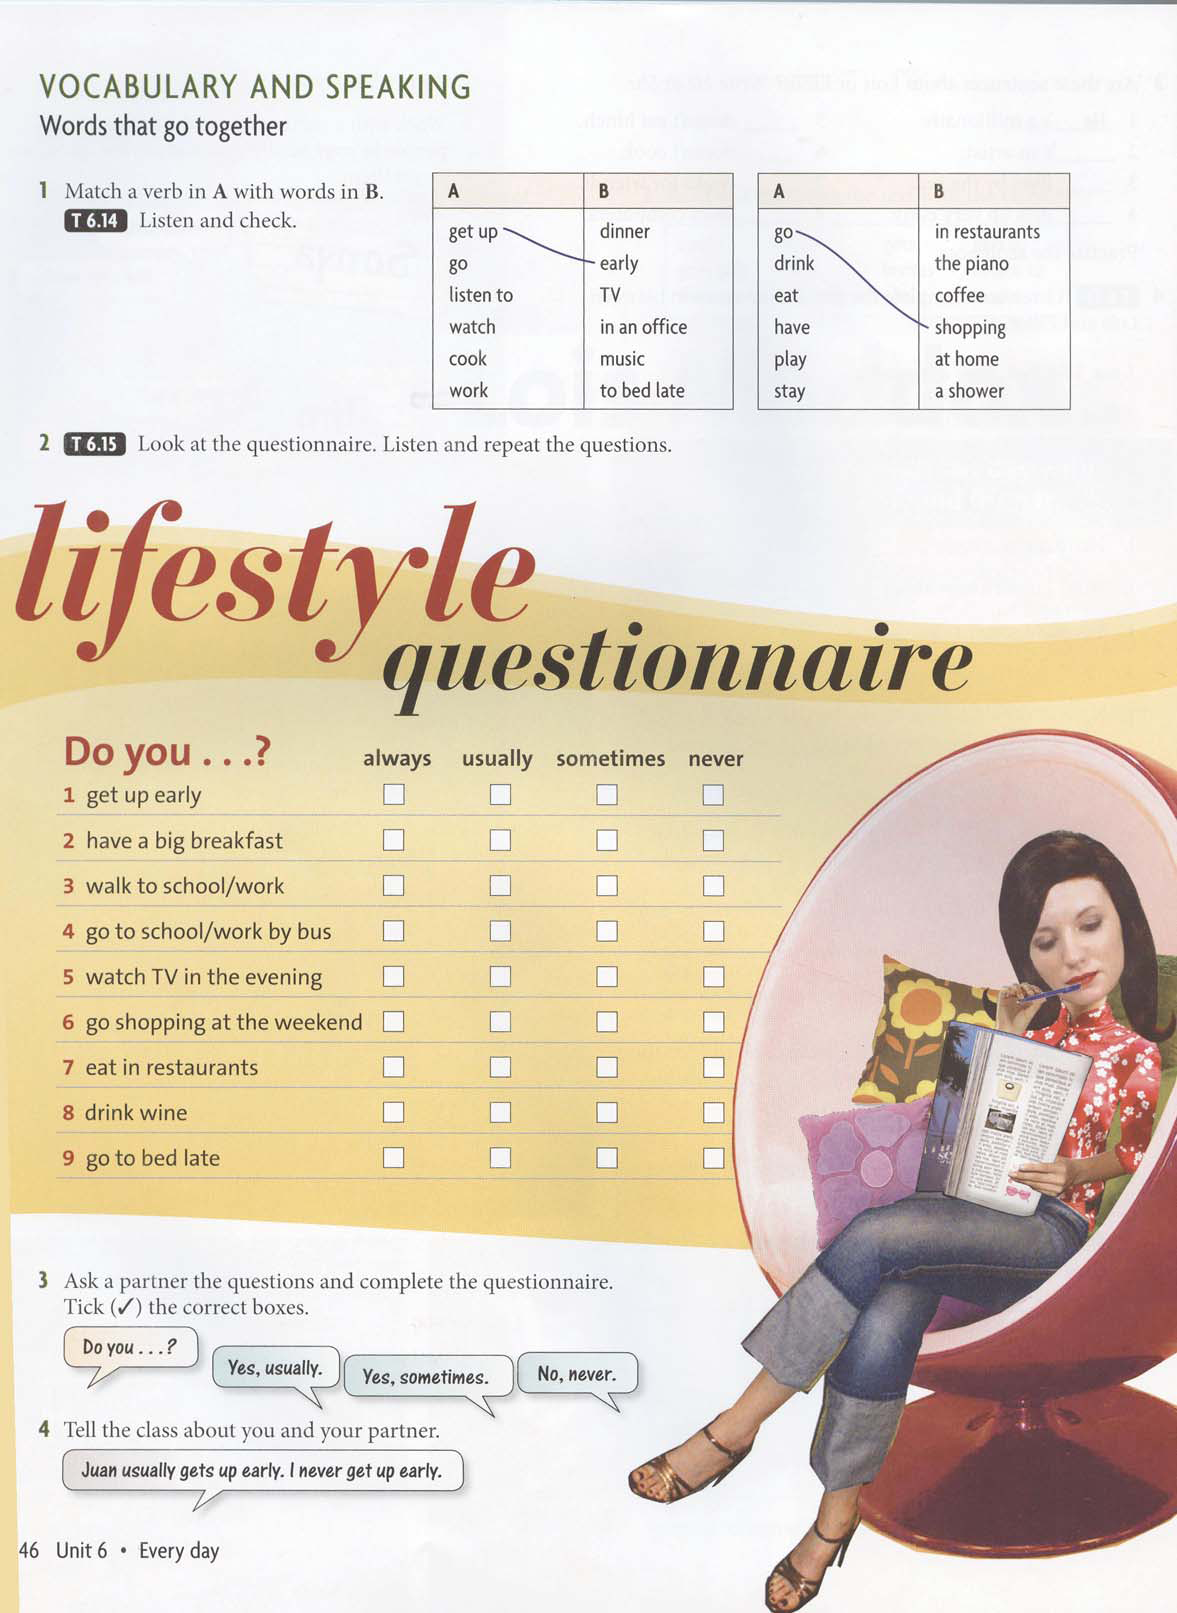 VOCABULARY AND SPEAKING
Words that go together
1 Match a verb in A with words in B.
T 6.14 Listen and check.
A B
get up dinner
go early
listen to TV
watch in an office
cook music
work to bed late
A B
go in restaurants
drink the piano
eat coffee
have shopping
play at home
stay a shower
2 T 6.15 Look at the questionnaire. Listen and repeat the questions.
lifestyle
questionnaire
Do you . . .? always usually sometimes never
1 get up early
2 have a big breakfast
3 walk to school/work
4 go to school/work by bus
5 watch TV in the evening
6 go shopping at the weekend
7 eat in restaurants
8 drink wine
9 go to bed late
3 Ask a partner the questions and complete the questionnaire.
Tick (✓) the correct boxes.
Do you . . . ?
Yes, usually.
Yes, sometimes.
No, never.
4 Tell the class about you and your partner.
Juan usually gets up early. I never get up early.
46 Unit 6 • Every day